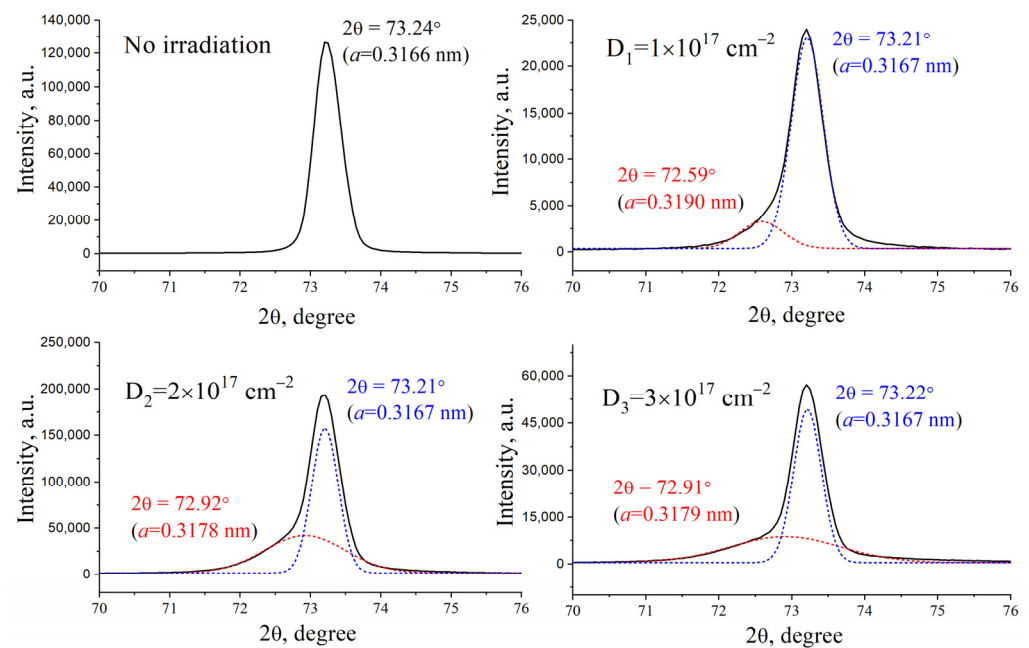 No irradiation
2θ = 73.24°
(a=0.3166 nm)
140,000
120,000
100,000
80,000
60,000
40,000
20,000
0
Intensity, a.u.
70 71 72 73 74 75 76
2θ, degree
D₁=1×10¹⁷ cm⁻²
2θ = 73.21°
(a=0.3167 nm)
2θ = 72.59°
(a=0.3190 nm)
25,000
20,000
15,000
10,000
5,000
0
Intensity, a.u.
70 71 72 73 74 75 76
2θ, degree
D₂=2×10¹⁷ cm⁻²
2θ = 73.21°
(a=0.3167 nm)
2θ = 72.92°
(a=0.3178 nm)
250,000
200,000
150,000
100,000
50,000
0
Intensity, a.u.
70 71 72 73 74 75 76
2θ, degree
D₃=3×10¹⁷ cm⁻²
2θ = 73.22°
(a=0.3167 nm)
2θ − 72.91°
(a=0.3179 nm)
60,000
45,000
30,000
15,000
0
Intensity, a.u.
70 71 72 73 74 75 76
2θ, degree